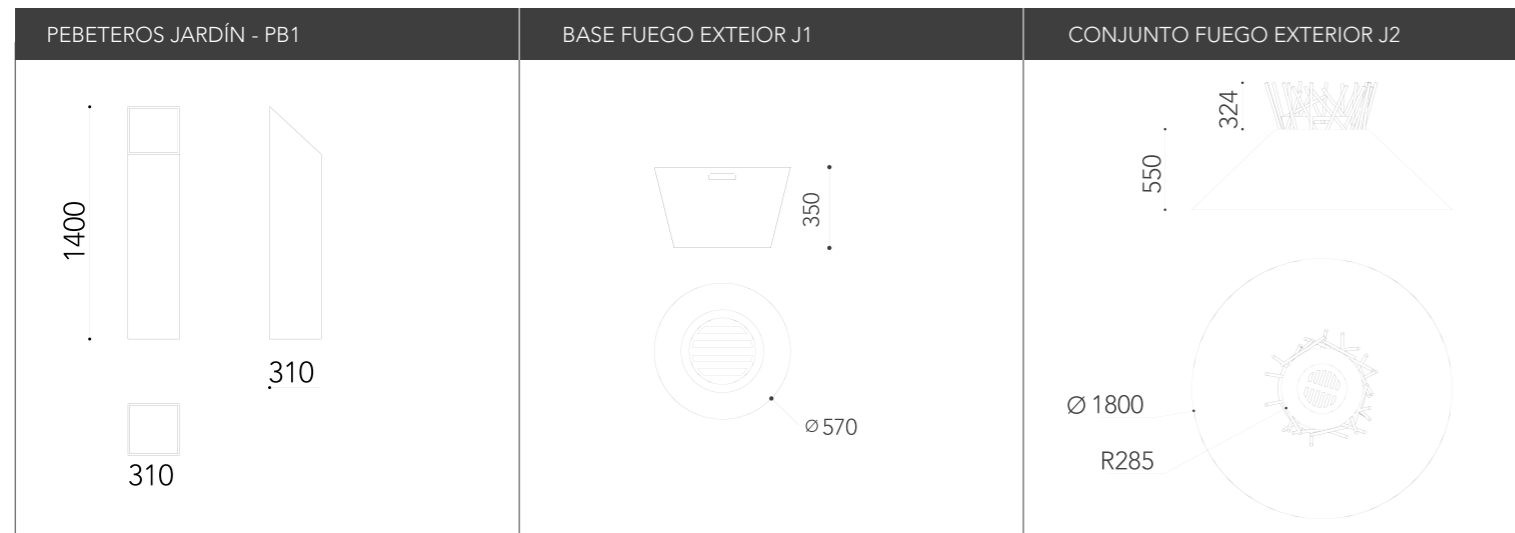 PEBETEROS JARDÍN - PB1
1400
310
310
BASE FUEGO EXTEIOR J1
350
Ø 570
CONJUNTO FUEGO EXTERIOR J2
324
550
Ø 1800
R285